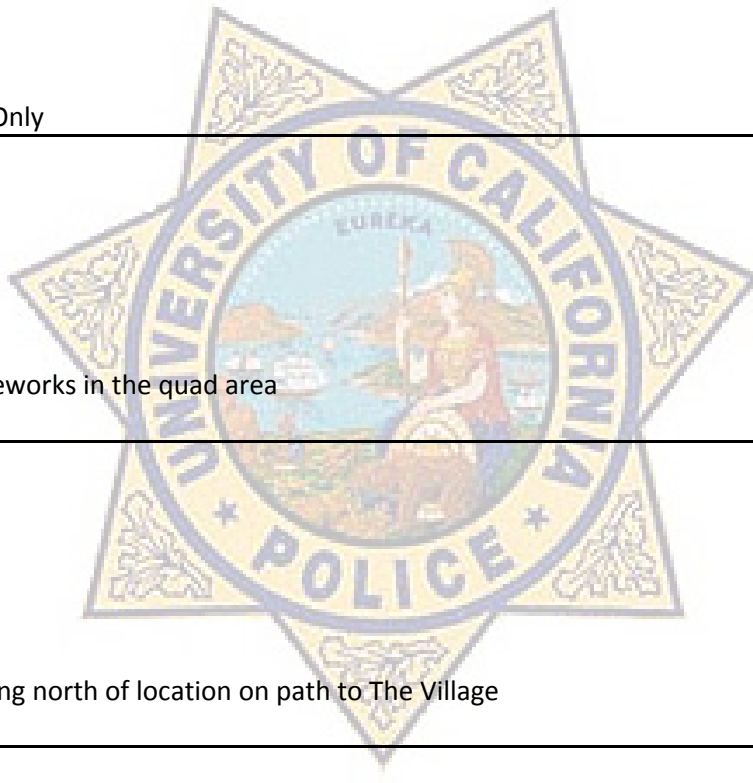 Only
UNIVERSITY OF CALIFORNIA
EUREKA
eworks in the quad area
POLICE
ng north of location on path to The Village